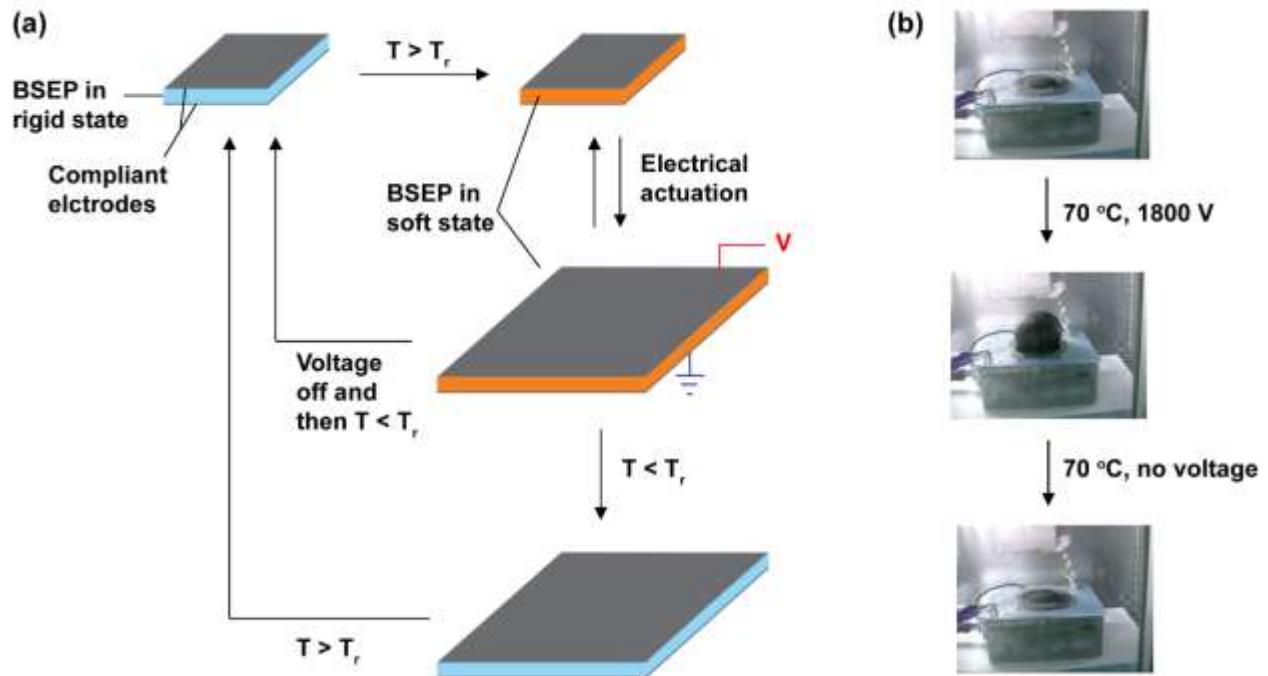 (a)
T > Tr
BSEP in
rigid state
Compliant
elctrodes
BSEP in
soft state
Electrical
actuation
V
Voltage
off and
then T < Tr
T < Tr
T > Tr
(b)
70 °C, 1800 V
70 °C, no voltage